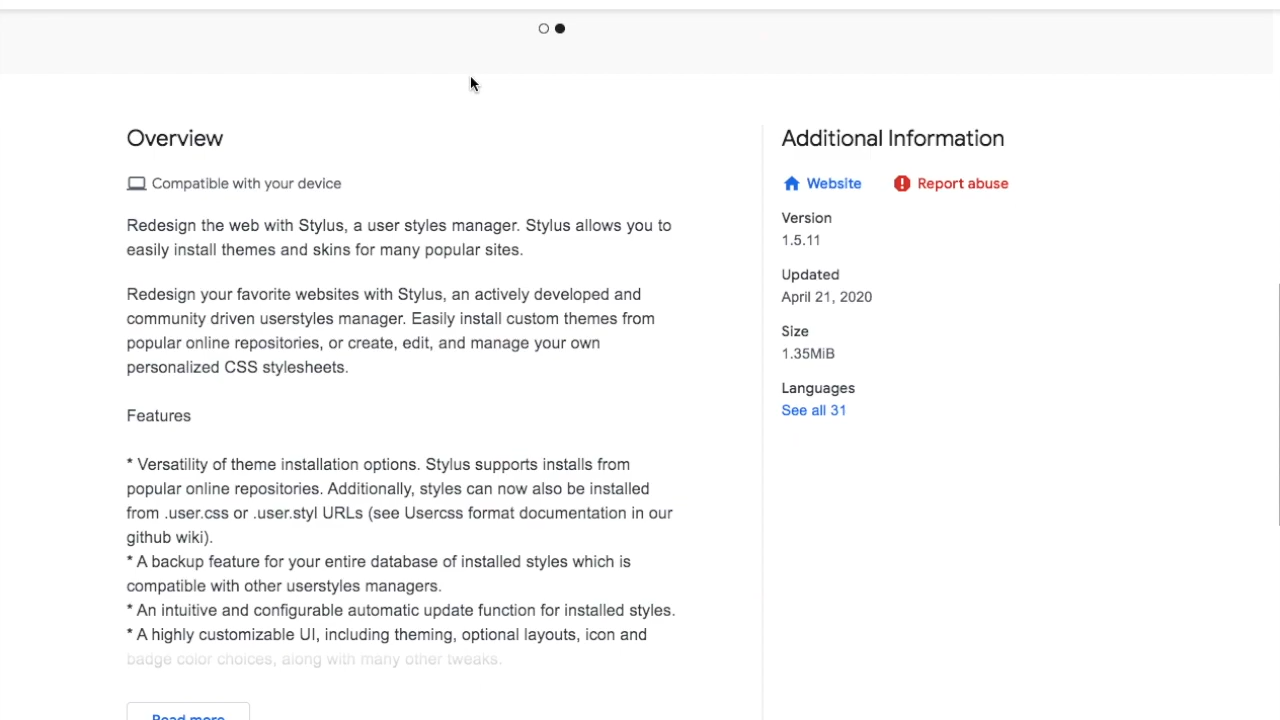 Overview
Compatible with your device
Redesign the web with Stylus, a user styles manager. Stylus allows you to
easily install themes and skins for many popular sites.
Redesign your favorite websites with Stylus, an actively developed and
community driven userstyles manager. Easily install custom themes from
popular online repositories, or create, edit, and manage your own
personalized CSS stylesheets.
Features
* Versatility of theme installation options. Stylus supports installs from
popular online repositories. Additionally, styles can now also be installed
from .user.css or .user.styl URLs (see Usercss format documentation in our
github wiki).
* A backup feature for your entire database of installed styles which is
compatible with other userstyles managers.
* An intuitive and configurable automatic update function for installed styles.
* A highly customizable UI, including theming, optional layouts, icon and
badge color choices, along with many other tweaks.
Read more
Additional Information
Website
Report abuse
Version
1.5.11
Updated
April 21, 2020
Size
1.35MiB
Languages
See all 31